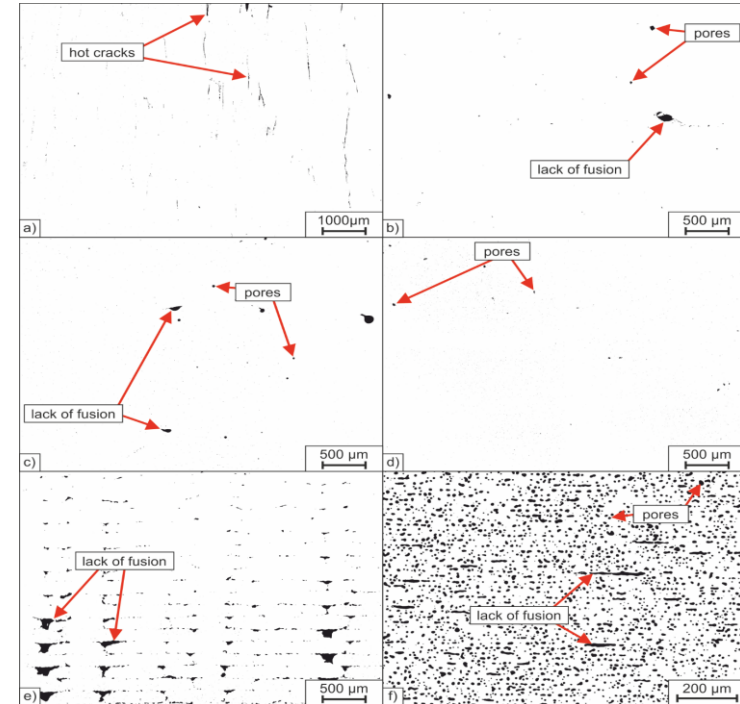 hot cracks
1000µm
a)
pores
lack of fusion
500 µm
b)
pores
lack of fusion
500 µm
c)
pores
500 µm
d)
lack of fusion
500 µm
e)
pores
lack of fusion
200 µm
f)